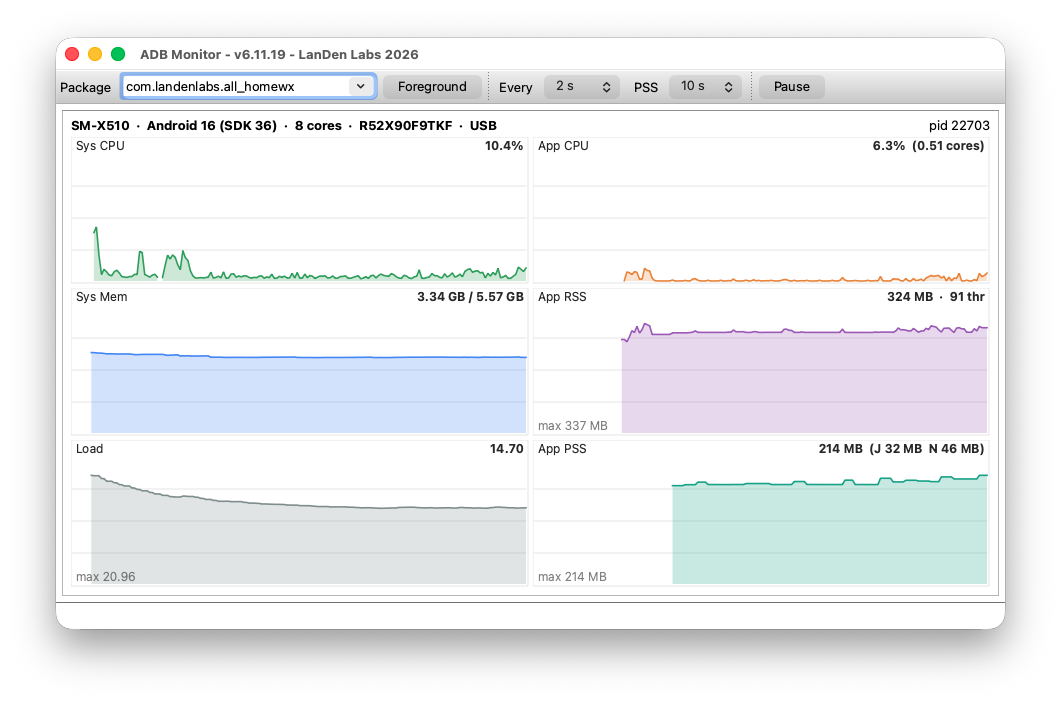 ADB Monitor - v6.11.19 - LanDen Labs 2026
Package com.landenlabs.all_homewx Foreground Every 2 s PSS 10 s Pause
SM-X510 · Android 16 (SDK 36) · 8 cores · R52X90F9TKF · USB pid 22703
Sys CPU 10.4% App CPU 6.3% (0.51 cores)
Sys Mem 3.34 GB / 5.57 GB App RSS 324 MB · 91 thr
max 337 MB
Load 14.70 App PSS 214 MB (J 32 MB N 46 MB)
max 20.96 max 214 MB